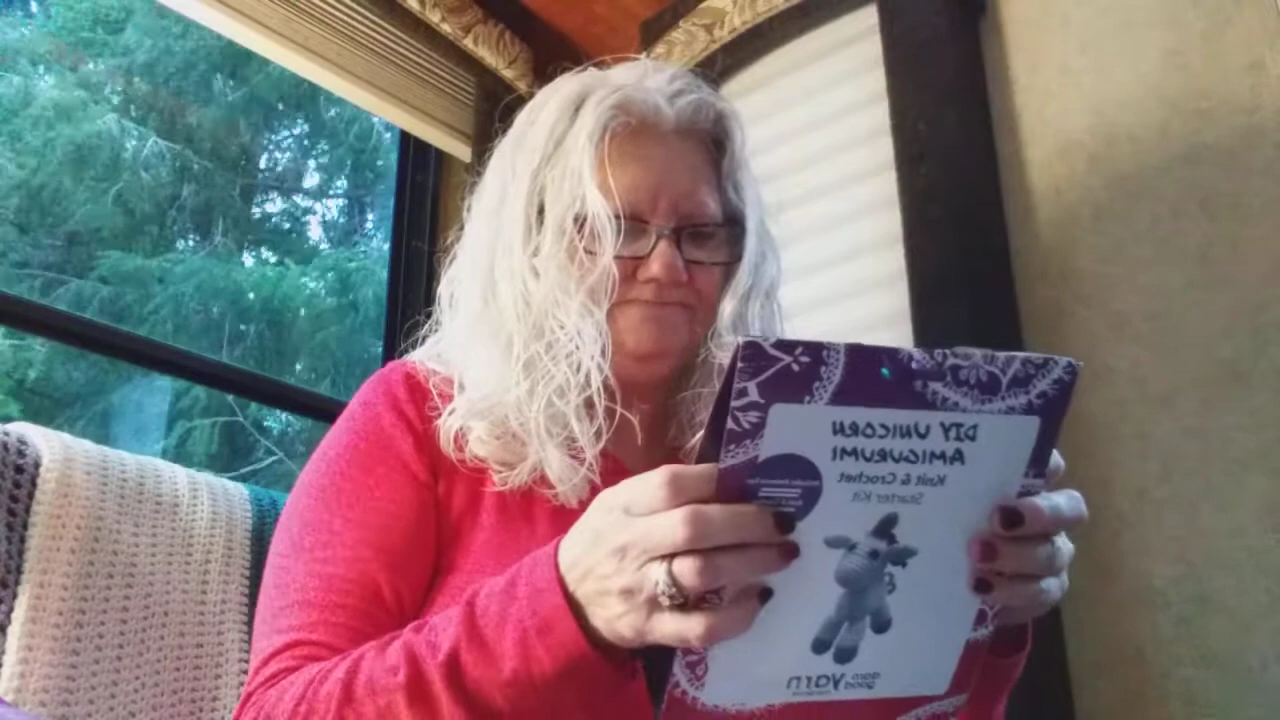 DIY UNICORN
AMIGURUMI
Knit & Crochet
Starter Kit
darn
good Yarn